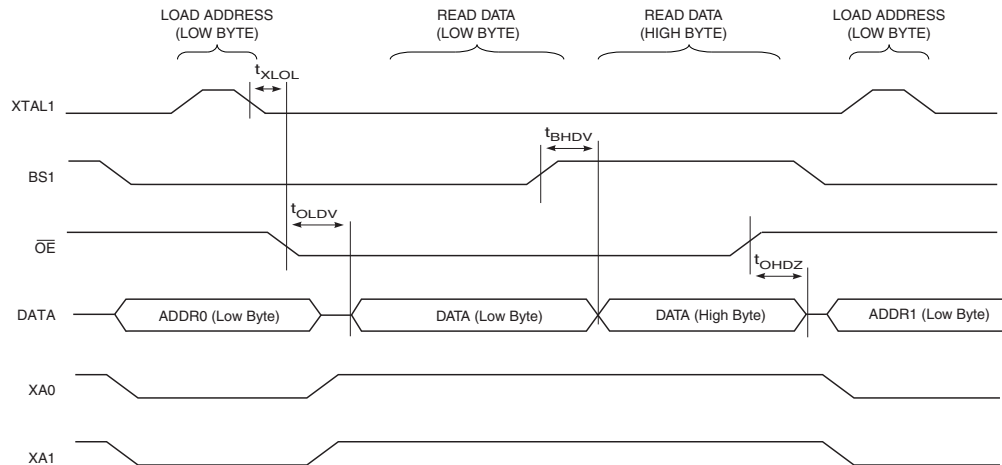 LOAD ADDRESS
(LOW BYTE)
READ DATA
(LOW BYTE)
READ DATA
(HIGH BYTE)
LOAD ADDRESS
(LOW BYTE)
tXLOL
XTAL1
tBHDV
BS1
tOLDV
OE
tOHDZ
DATA
ADDR0 (Low Byte)
DATA (Low Byte)
DATA (High Byte)
ADDR1 (Low Byte)
XA0
XA1